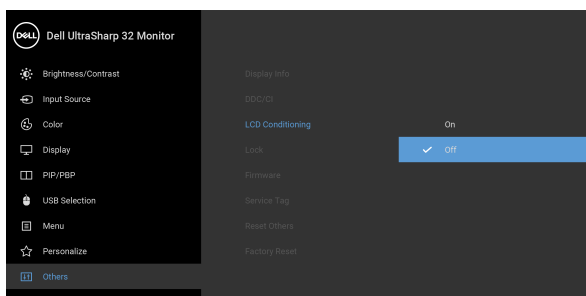 DELL Dell UltraSharp 32 Monitor
Brightness/Contrast Display Info
Input Source DDC/CI
Color LCD Conditioning On
Display Lock Off
PIP/PBP Firmware
USB Selection Service Tag
Menu Reset Others
Personalize Factory Reset
Others